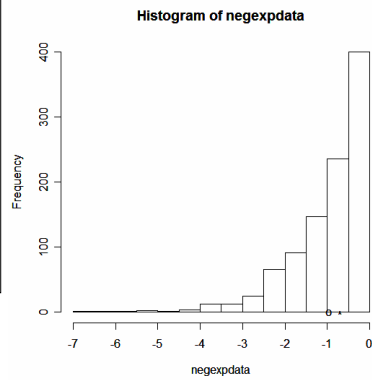 Histogram of negexpdata
Frequency
400
300
200
100
0
-7 -6 -5 -4 -3 -2 -1 0
negexpdata